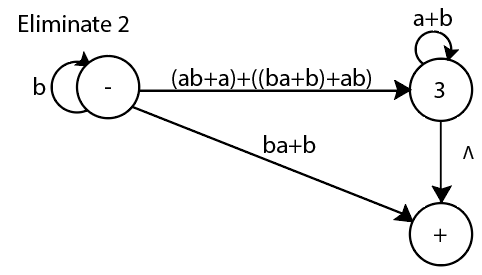 Eliminate 2
a+b
b
-
(ab+a)+((ba+b)+ab)
3
ba+b
ʌ
+